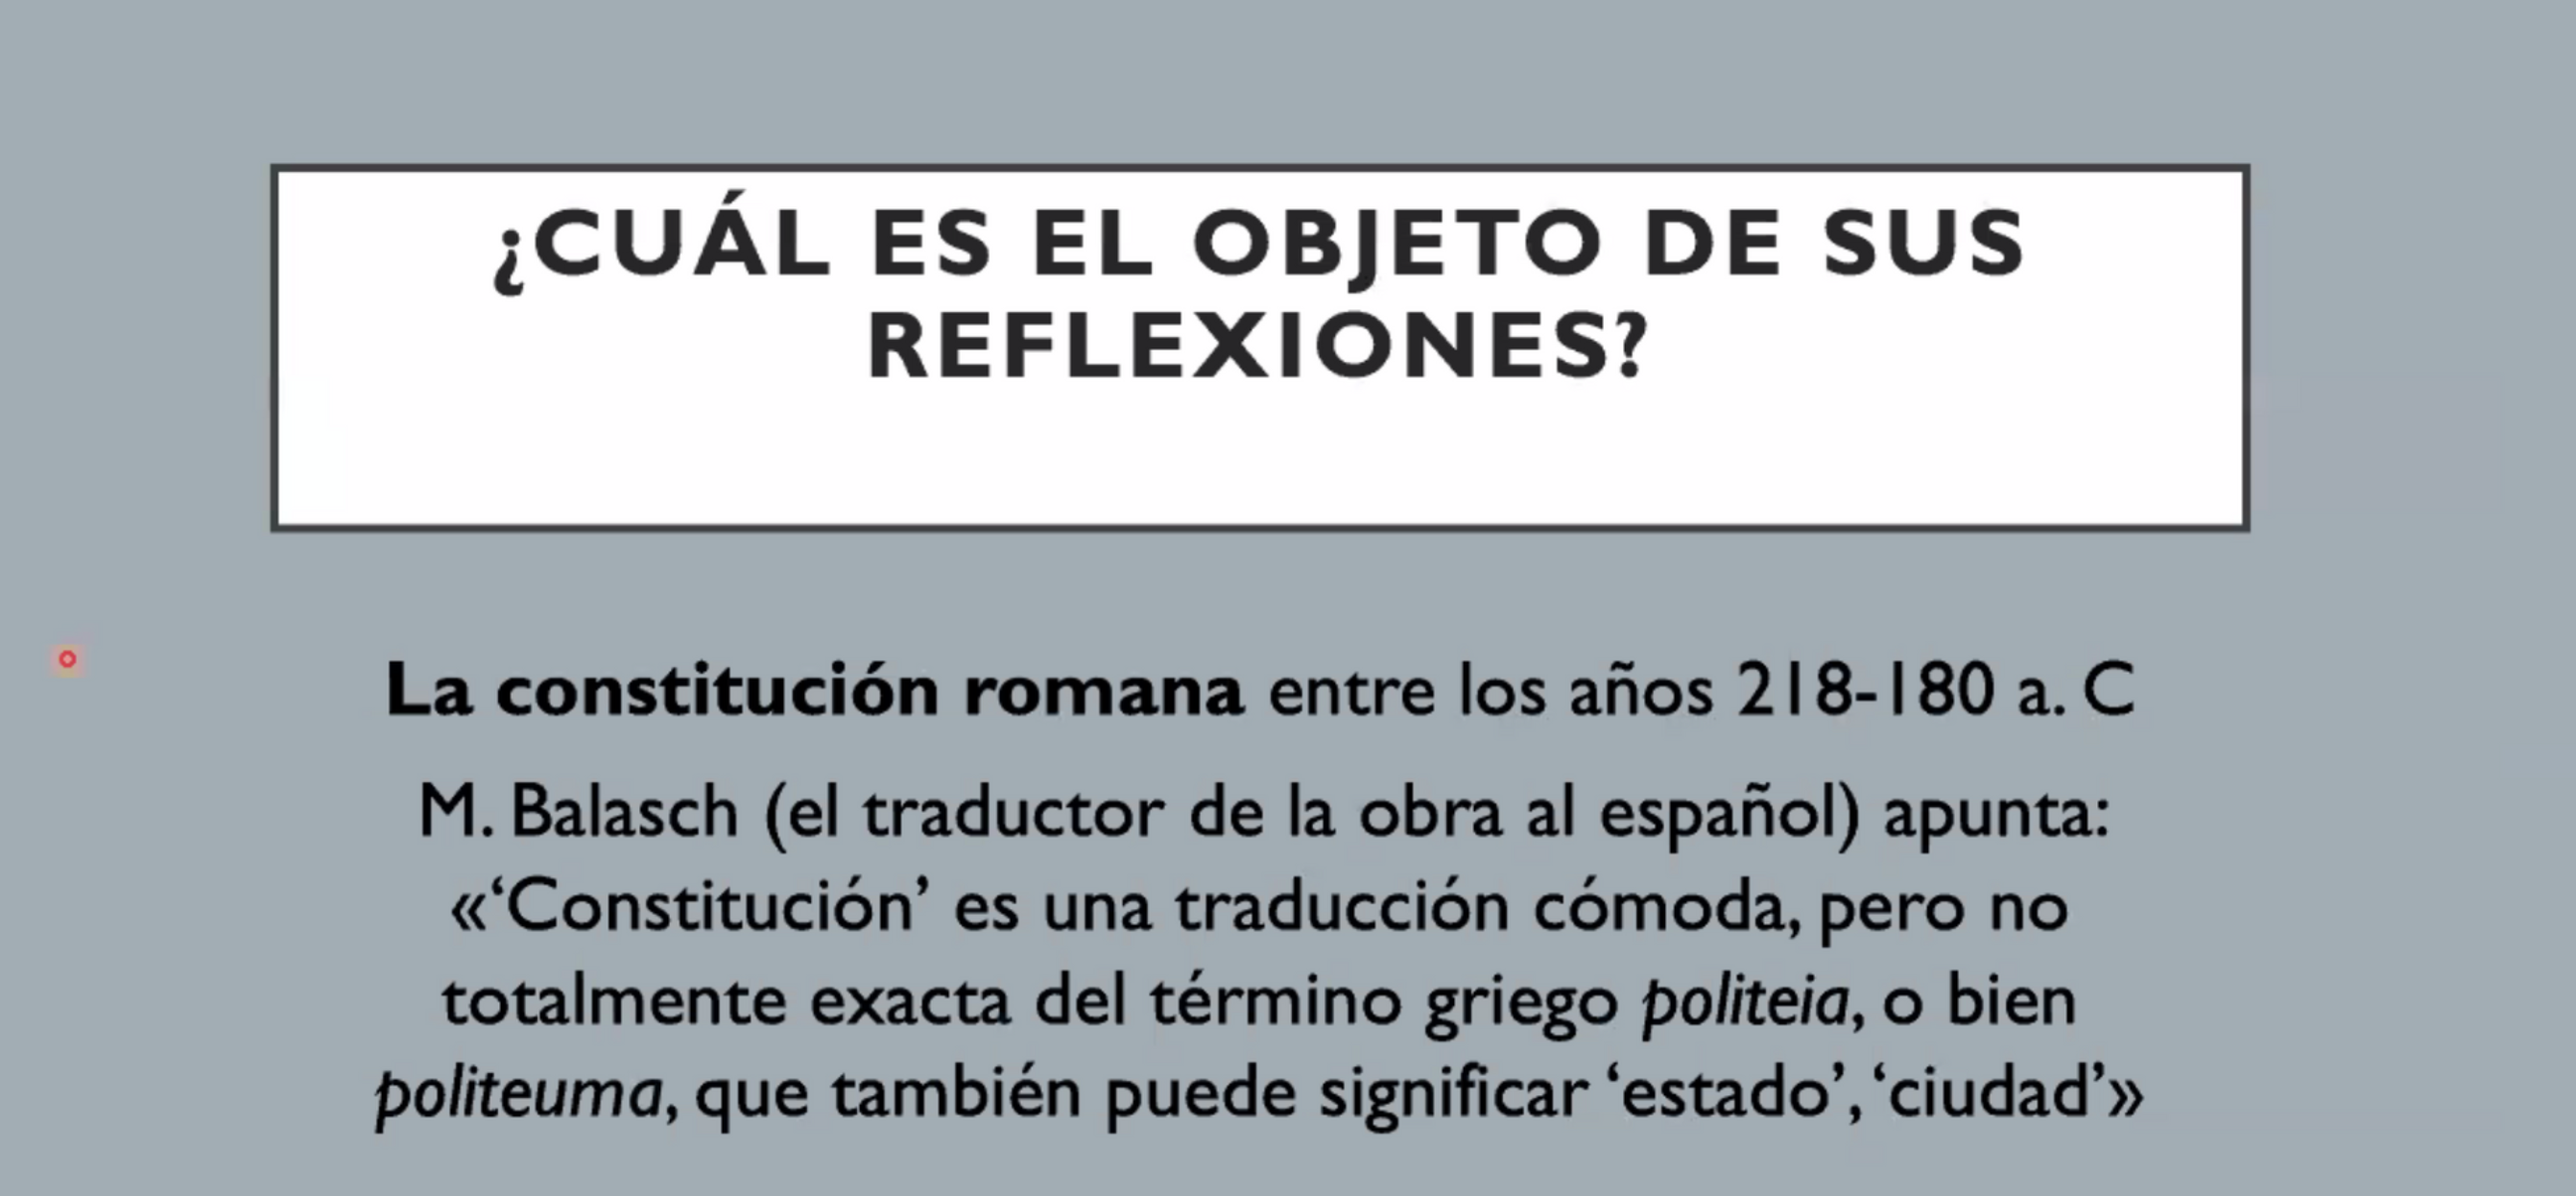 ¿CUÁL ES EL OBJETO DE SUS
REFLEXIONES?
La constitución romana entre los años 218-180 a. C
M. Balasch (el traductor de la obra al español) apunta:
«‘Constitución’ es una traducción cómoda, pero no
totalmente exacta del término griego politeia, o bien
politeuma, que también puede significar ‘estado’, ‘ciudad’»